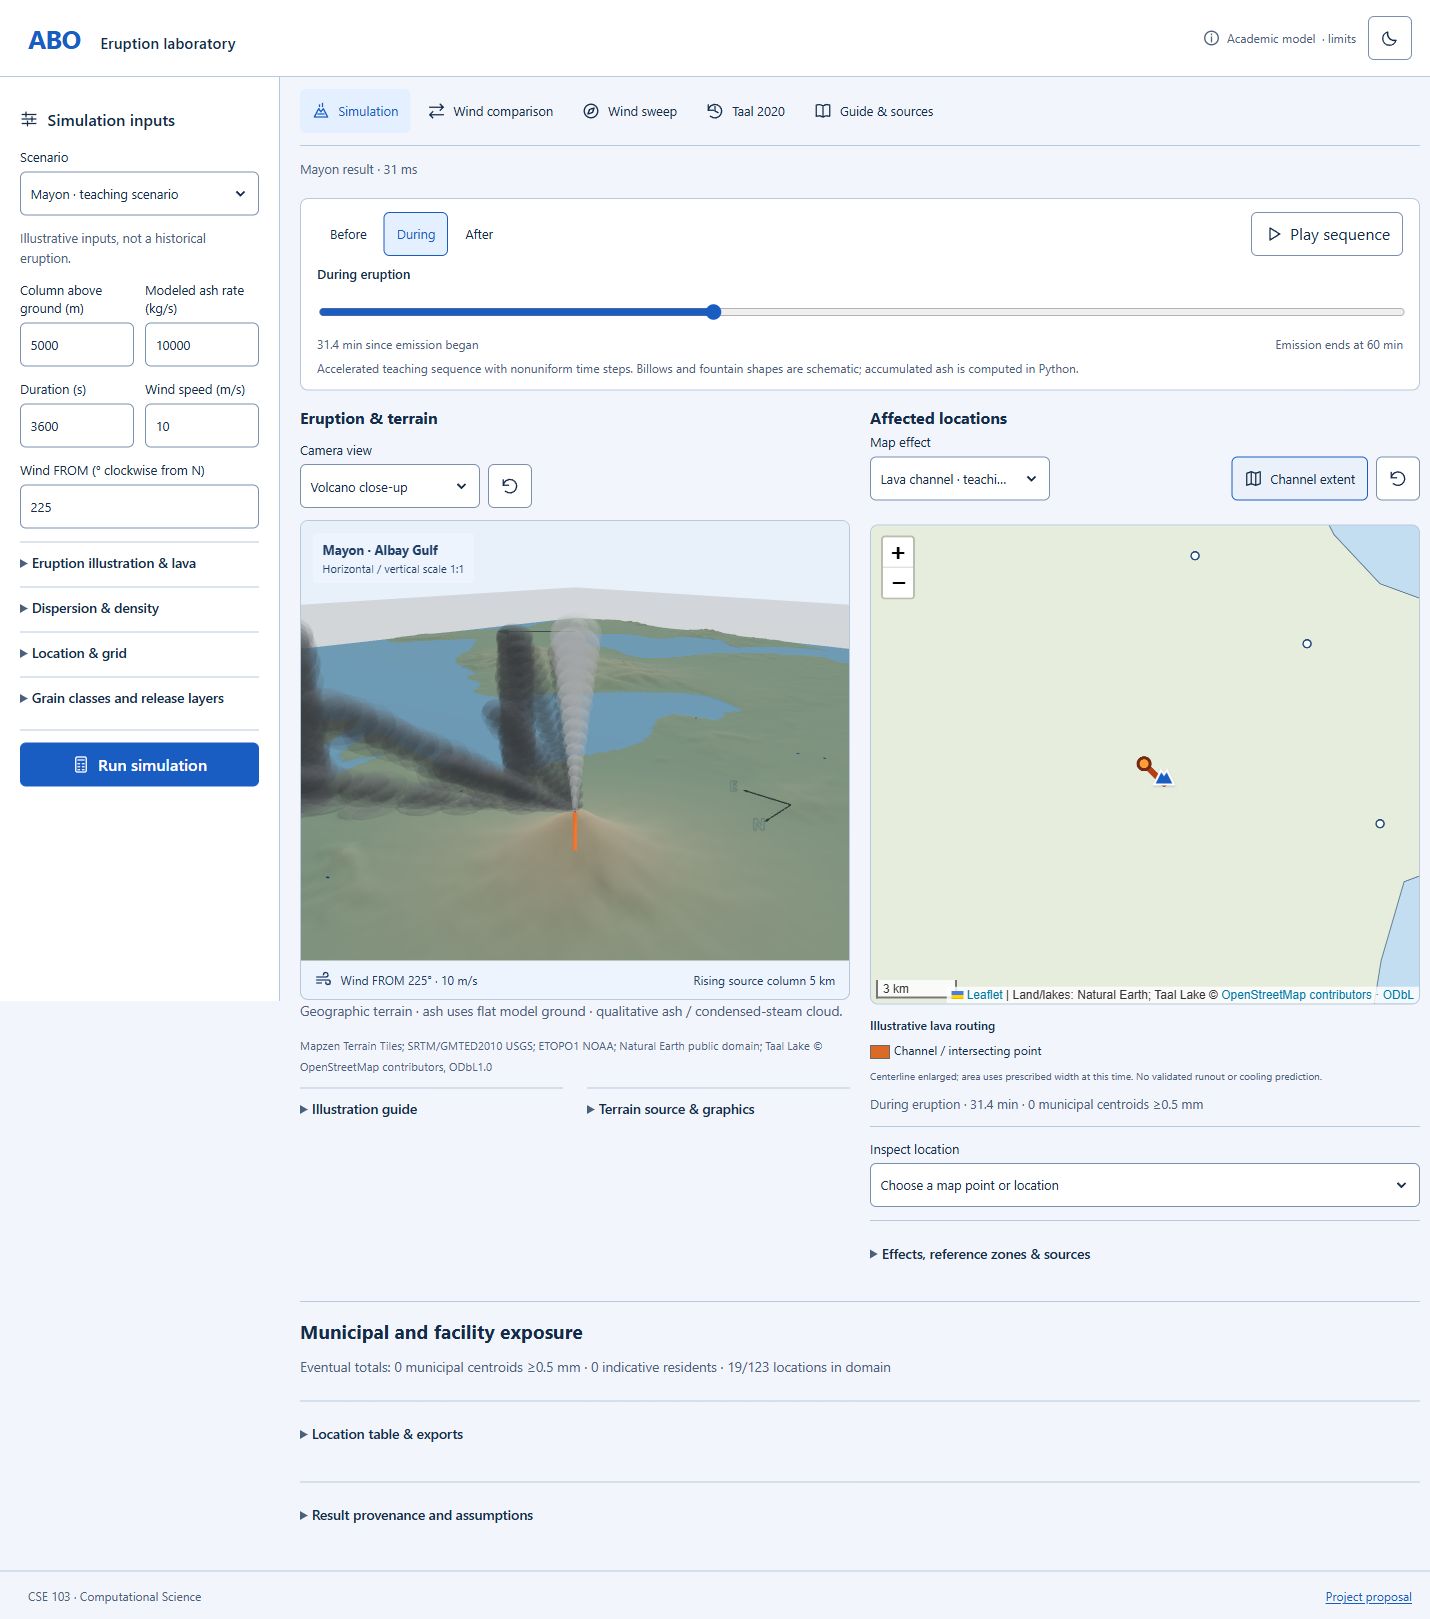 ABO
Eruption laboratory
Academic model · limits
Simulation inputs
Scenario
Mayon · teaching scenario
Illustrative inputs, not a historical
eruption.
Column above
ground (m)
Modeled ash rate
(kg/s)
5000
10000
Duration (s)
Wind speed (m/s)
3600
10
Wind FROM (° clockwise from N)
225
Eruption illustration & lava
Dispersion & density
Location & grid
Grain classes and release layers
Run simulation
Simulation
Wind comparison
Wind sweep
Taal 2020
Guide & sources
Mayon result · 31 ms
Before
During
After
Play sequence
During eruption
31.4 min since emission began
Emission ends at 60 min
Accelerated teaching sequence with nonuniform time steps. Billows and fountain shapes are schematic; accumulated ash is computed in Python.
Eruption & terrain
Camera view
Volcano close-up
Mayon · Albay Gulf
Horizontal / vertical scale 1:1
E
N
Wind FROM 225° · 10 m/s
Rising source column 5 km
Geographic terrain · ash uses flat model ground · qualitative ash / condensed-steam cloud.
Mapzen Terrain Tiles; SRTM/GMTED2010 USGS; ETOPO1 NOAA; Natural Earth public domain; Taal Lake ©
OpenStreetMap contributors, ODbL1.0
Illustration guide
Terrain source & graphics
Affected locations
Map effect
Lava channel · teachi...
Channel extent
+
−
3 km
Leaflet | Land/lakes: Natural Earth; Taal Lake © OpenStreetMap contributors · ODbL
Illustrative lava routing
Channel / intersecting point
Centerline enlarged; area uses prescribed width at this time. No validated runout or cooling prediction.
During eruption · 31.4 min · 0 municipal centroids ≥0.5 mm
Inspect location
Choose a map point or location
Effects, reference zones & sources
Municipal and facility exposure
Eventual totals: 0 municipal centroids ≥0.5 mm · 0 indicative residents · 19/123 locations in domain
Location table & exports
Result provenance and assumptions
CSE 103 · Computational Science
Project proposal